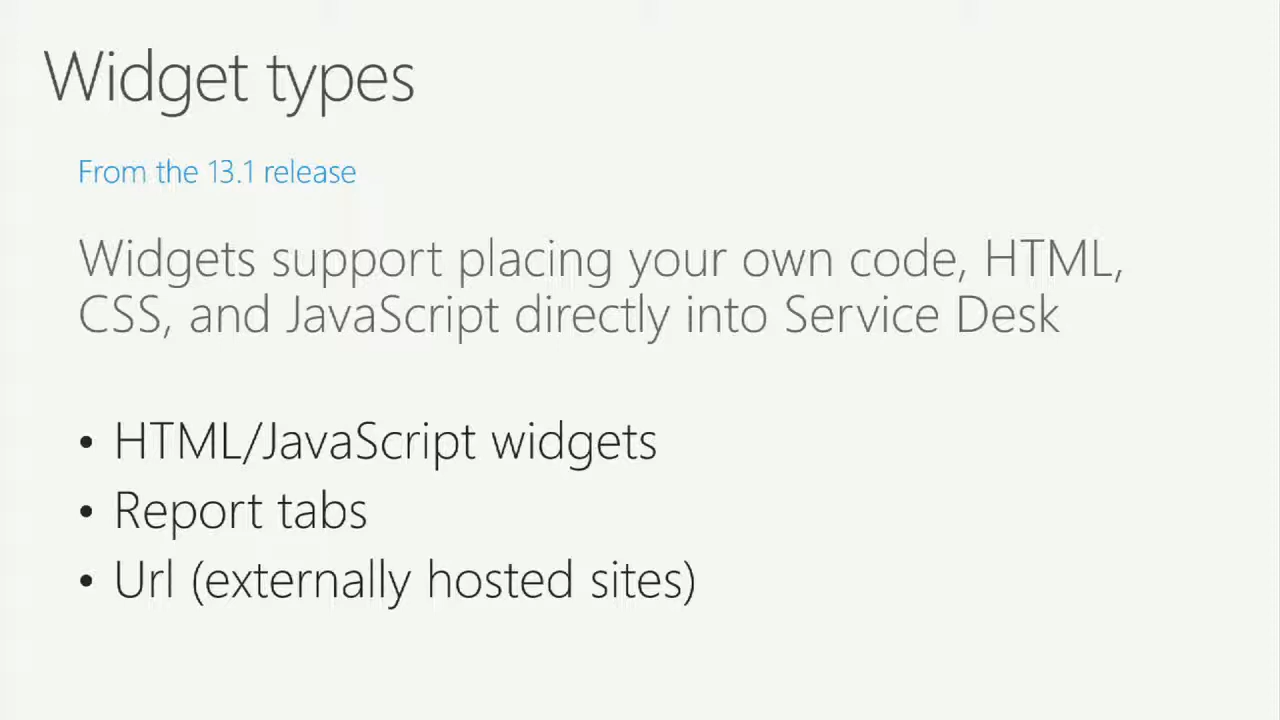 Widget types
From the 13.1 release
Widgets support placing your own code, HTML,
CSS, and JavaScript directly into Service Desk
• HTML/JavaScript widgets
• Report tabs
• Url (externally hosted sites)